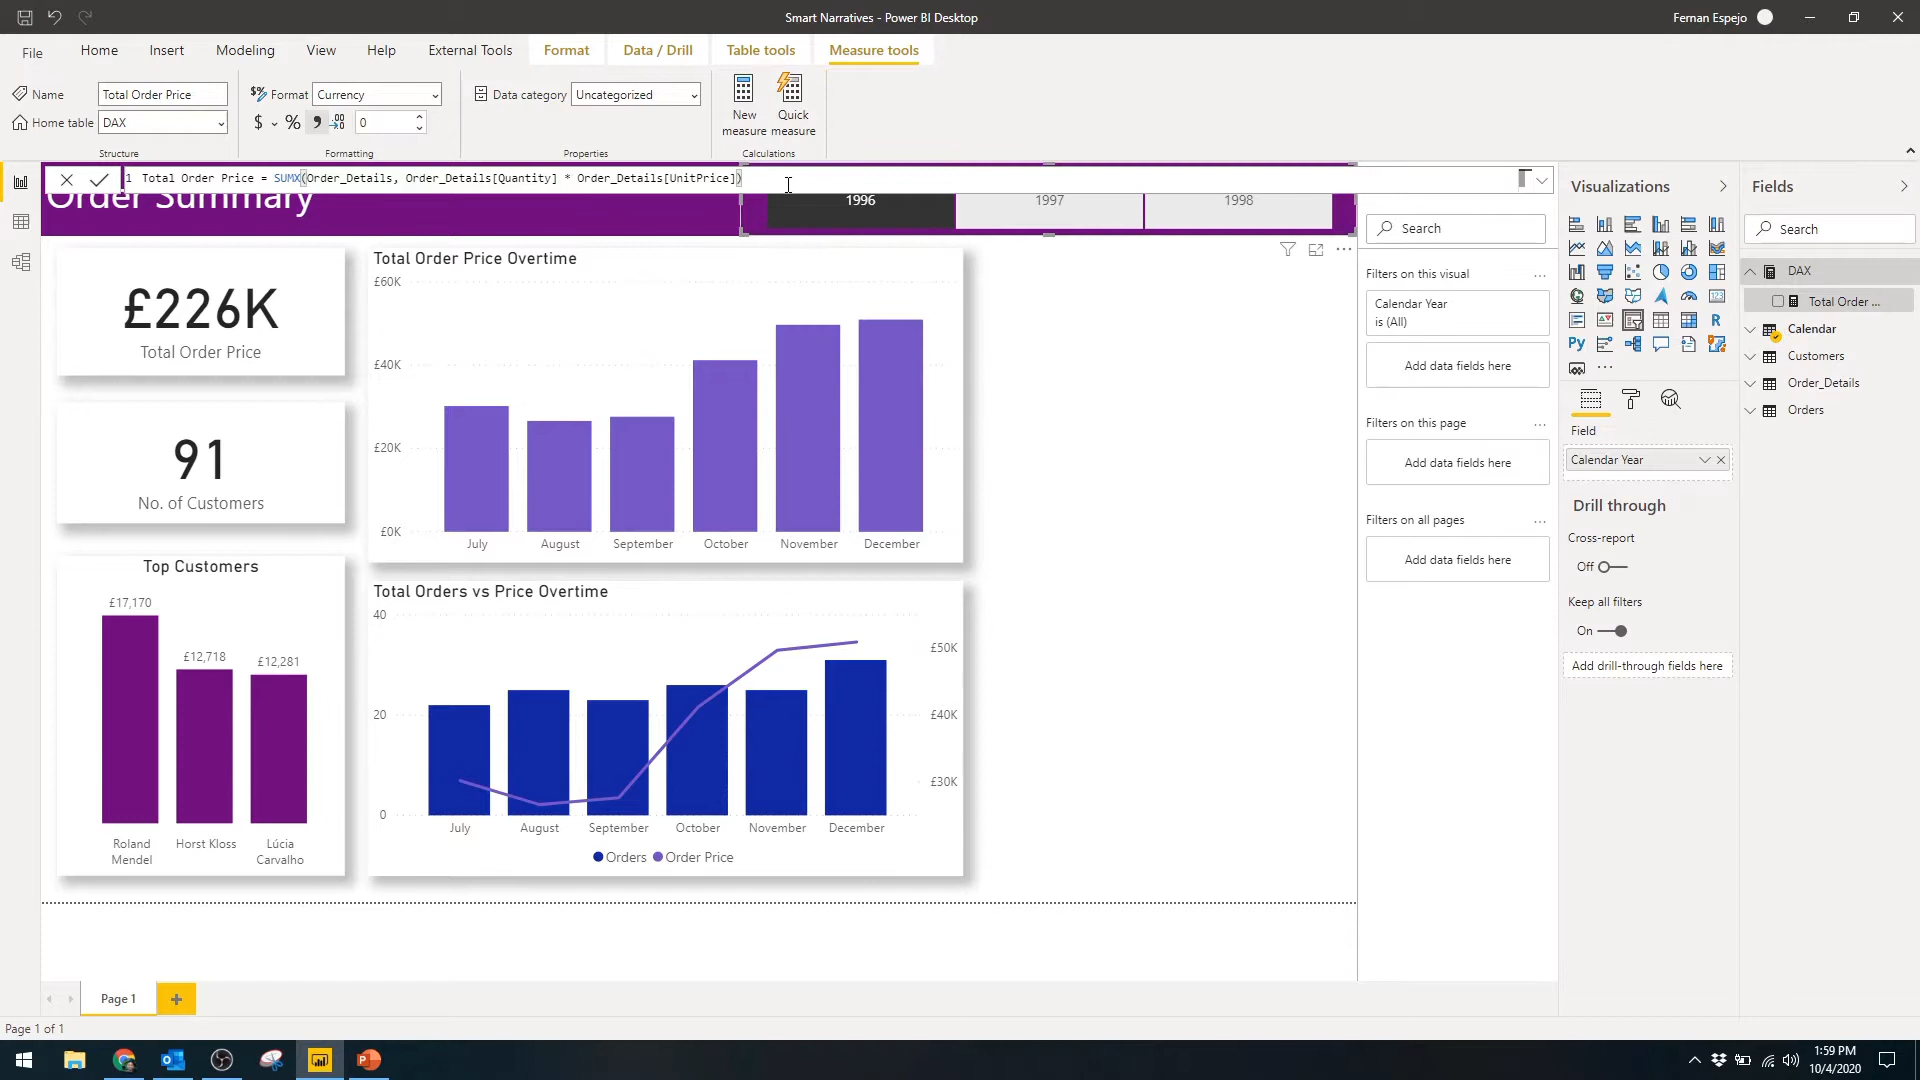 Smart Narratives - Power BI Desktop
Fernan Espejo
File
Home
Insert
Modeling
View
Help
External Tools
Format
Data / Drill
Table tools
Measure tools
Name
Total Order Price
Home table
DAX
Structure
Format
Currency
$
%
0
Formatting
Data category
Uncategorized
Properties
New measure
Quick measure
Calculations
1 Total Order Price = SUMX(Order_Details, Order_Details[Quantity] * Order_Details[UnitPrice])
Order Summary
1996
1997
1998
£226K
Total Order Price
91
No. of Customers
Top Customers
£17,170
£12,718
£12,281
Roland Mendel
Horst Kloss
Lúcia Carvalho
Total Order Price Overtime
£60K
£40K
£20K
£0K
July
August
September
October
November
December
Total Orders vs Price Overtime
40
20
0
£50K
£40K
£30K
July
August
September
October
November
December
Orders
Order Price
Search
Filters on this visual
Calendar Year
is (All)
Add data fields here
Filters on this page
Add data fields here
Filters on all pages
Add data fields here
Visualizations
R
Py
Field
Calendar Year
Drill through
Cross-report
Off
Keep all filters
On
Add drill-through fields here
Fields
Search
DAX
Total Order ...
Calendar
Customers
Order_Details
Orders
Page 1
Page 1 of 1
1:59 PM
10/4/2020